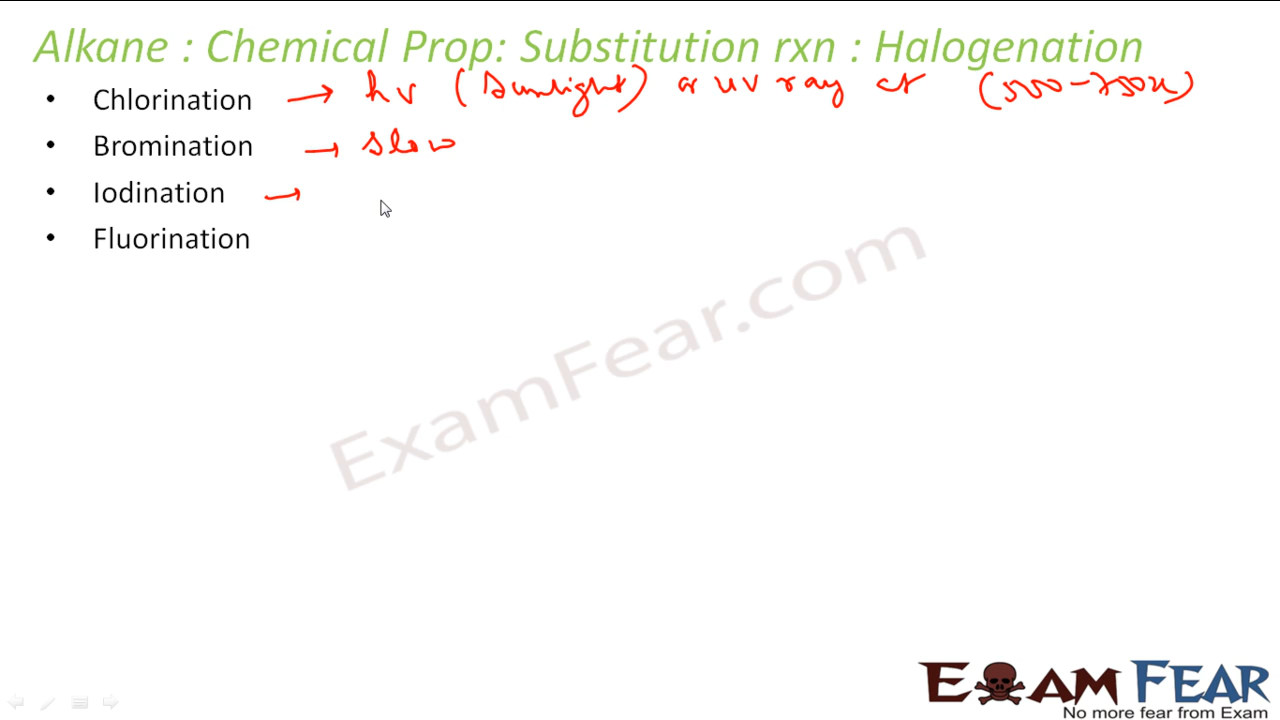 Alkane : Chemical Prop: Substitution rxn : Halogenation
• Chlorination → hν (Sunlight) or UV ray at (500-700K)
• Bromination → slow
• Iodination →
• Fluorination
ExamFear.com
EXAM FEAR
No more fear from Exam